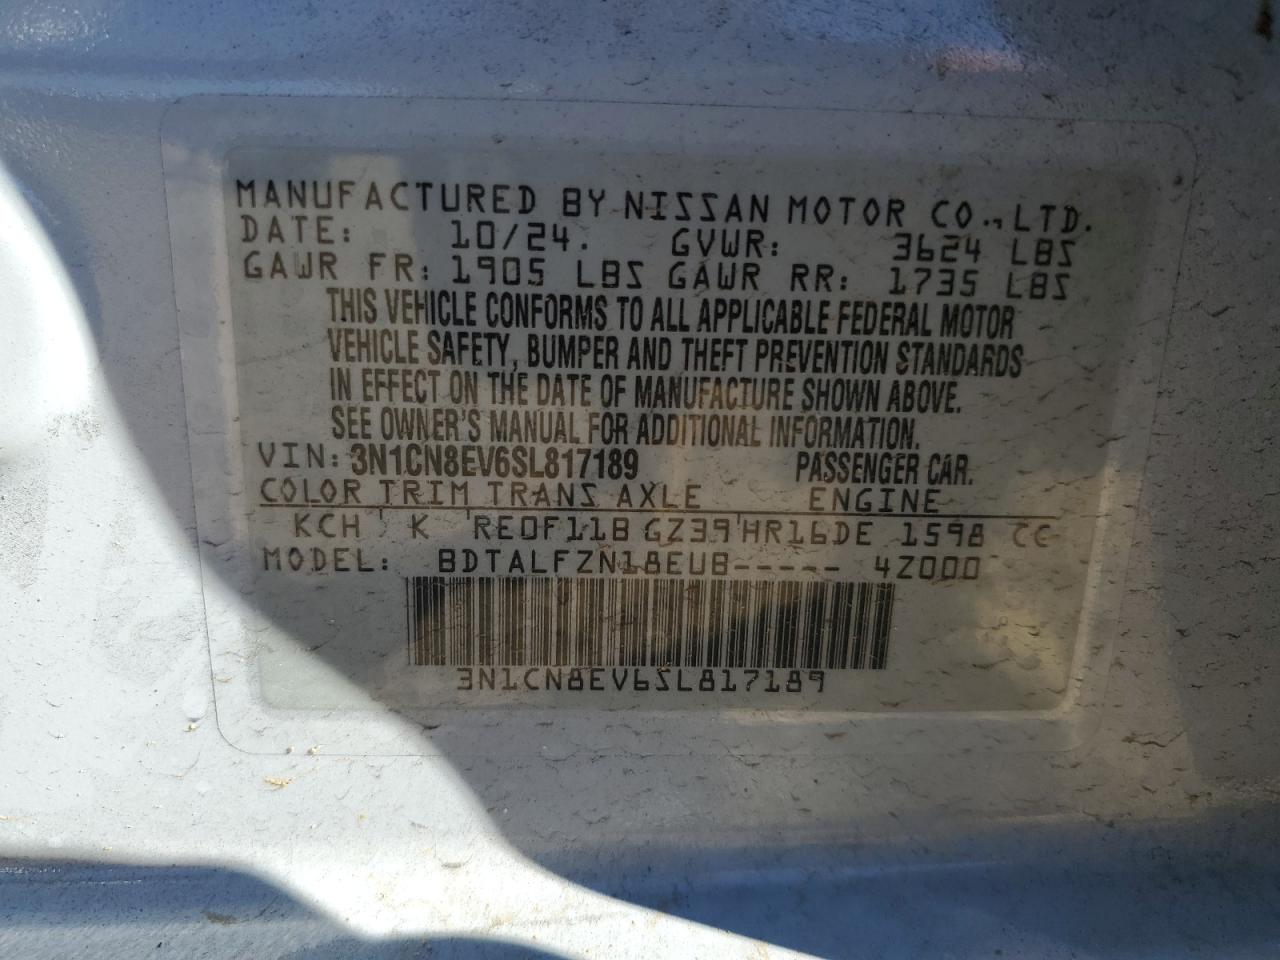 MANUFACTURED BY NISSAN MOTOR CO., LTD.
DATE: 10/24. GVWR: 3624 LBS
GAWR FR: 1905 LBS GAWR RR: 1735 LBS
THIS VEHICLE CONFORMS TO ALL APPLICABLE FEDERAL MOTOR
VEHICLE SAFETY, BUMPER AND THEFT PREVENTION STANDARDS
IN EFFECT ON THE DATE OF MANUFACTURE SHOWN ABOVE.
SEE OWNER'S MANUAL FOR ADDITIONAL INFORMATION.
VIN: 3N1CN8EV6SL817189 PASSENGER CAR.
COLOR TRIM TRANS AXLE ENGINE
KCH K RE0F11B GZ39 HR16DE 1598 CC
MODEL: BDTALFZN18EUB----- 4Z000
3N1CN8EV6SL817189